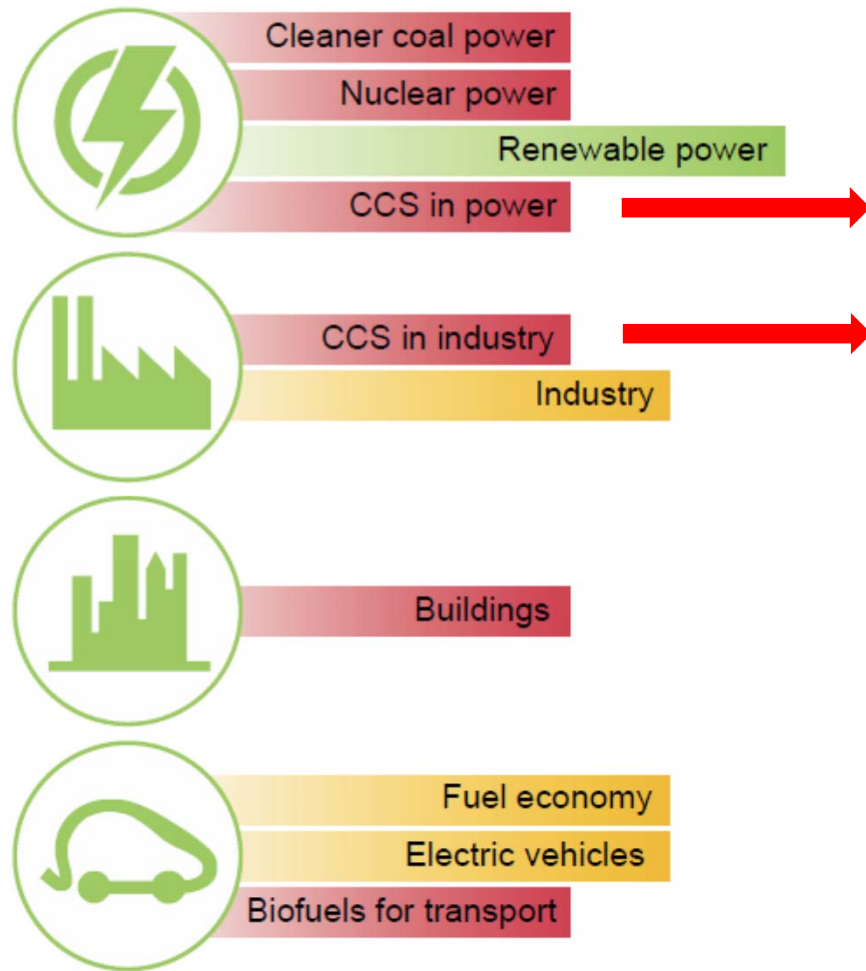 Cleaner coal power
Nuclear power
Renewable power
CCS in power
CCS in industry
Industry
Buildings
Fuel economy
Electric vehicles
Biofuels for transport